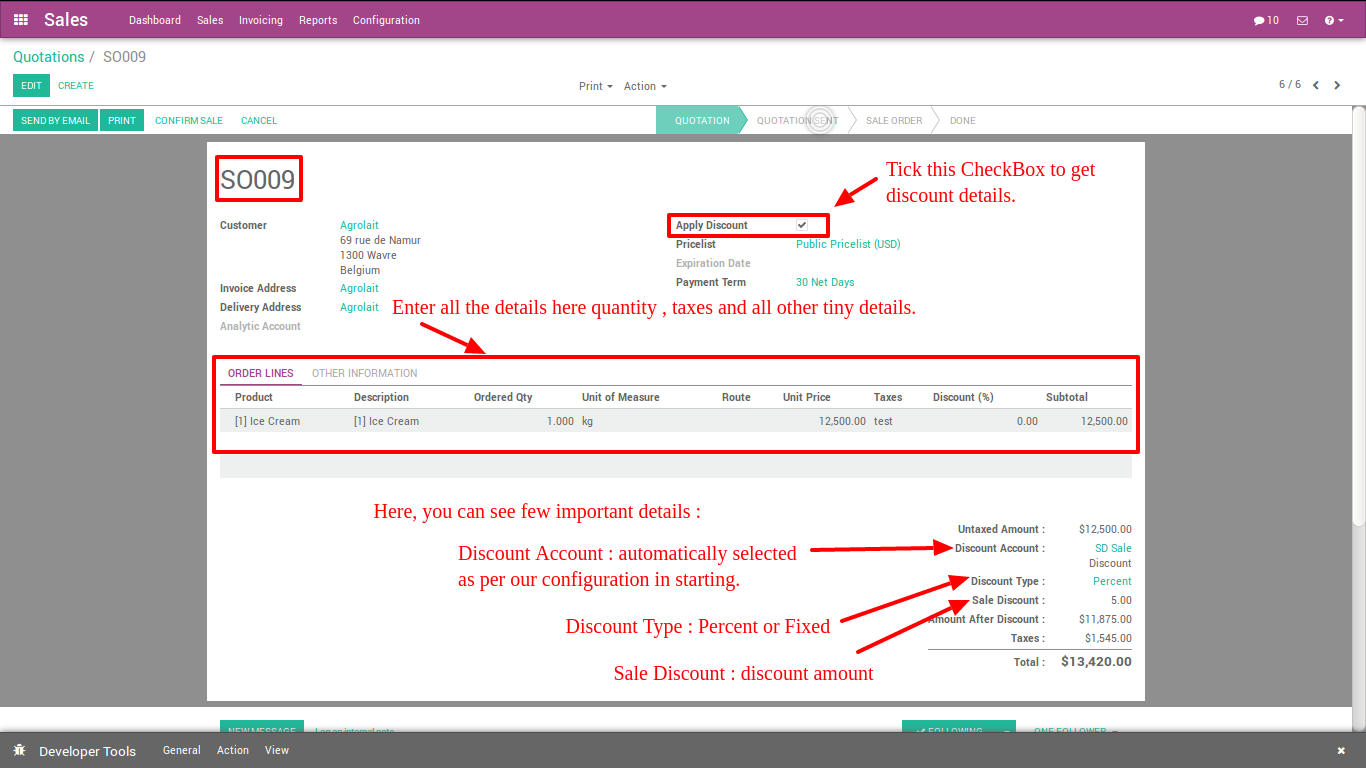 Sales Dashboard Sales Invoicing Reports Configuration 10
Quotations / SO009
EDIT CREATE Print Action 6 / 6
SEND BY EMAIL PRINT CONFIRM SALE CANCEL QUOTATION QUOTATION SENT SALE ORDER DONE
SO009
Tick this CheckBox to get
discount details.
Customer Agrolait
69 rue de Namur
1300 Wavre
Belgium
Apply Discount
Pricelist Public Pricelist (USD)
Expiration Date
Payment Term 30 Net Days
Invoice Address Agrolait
Delivery Address Agrolait
Analytic Account
Enter all the details here quantity , taxes and all other tiny details.
ORDER LINES OTHER INFORMATION
Product Description Ordered Qty Unit of Measure Route Unit Price Taxes Discount (%) Subtotal
[1] Ice Cream [1] Ice Cream 1.000 kg 12,500.00 test 0.00 12,500.00
Here, you can see few important details :
Discount Account : automatically selected
as per our configuration in starting.
Discount Type : Percent or Fixed
Sale Discount : discount amount
Untaxed Amount : $12,500.00
Discount Account : SD Sale
Discount
Discount Type : Percent
Sale Discount : 5.00
Amount After Discount : $11,875.00
Taxes : $1,545.00
Total : $13,420.00
NEW MESSAGE Log an internal note FOLLOWING ONE FOLLOWER
Developer Tools General Action View